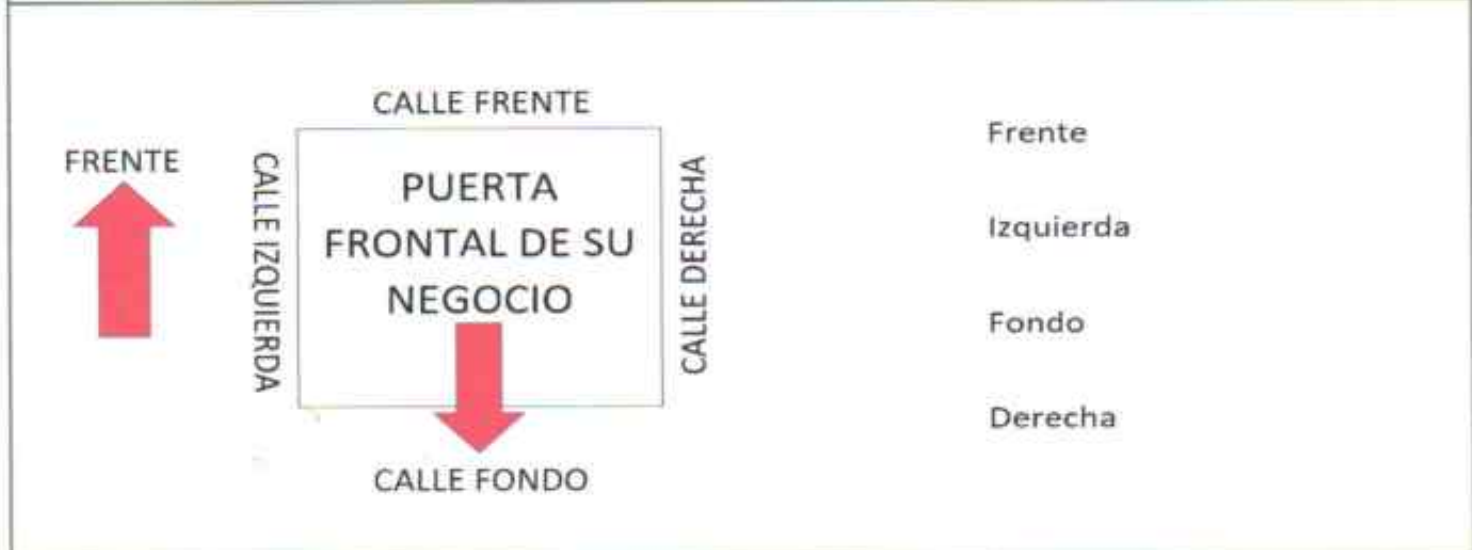 CALLE FRENTE
FRENTE
CALLE IZQUIERDA
PUERTA
FRONTAL DE SU
NEGOCIO
CALLE DERECHA
CALLE FONDO
Frente
Izquierda
Fondo
Derecha